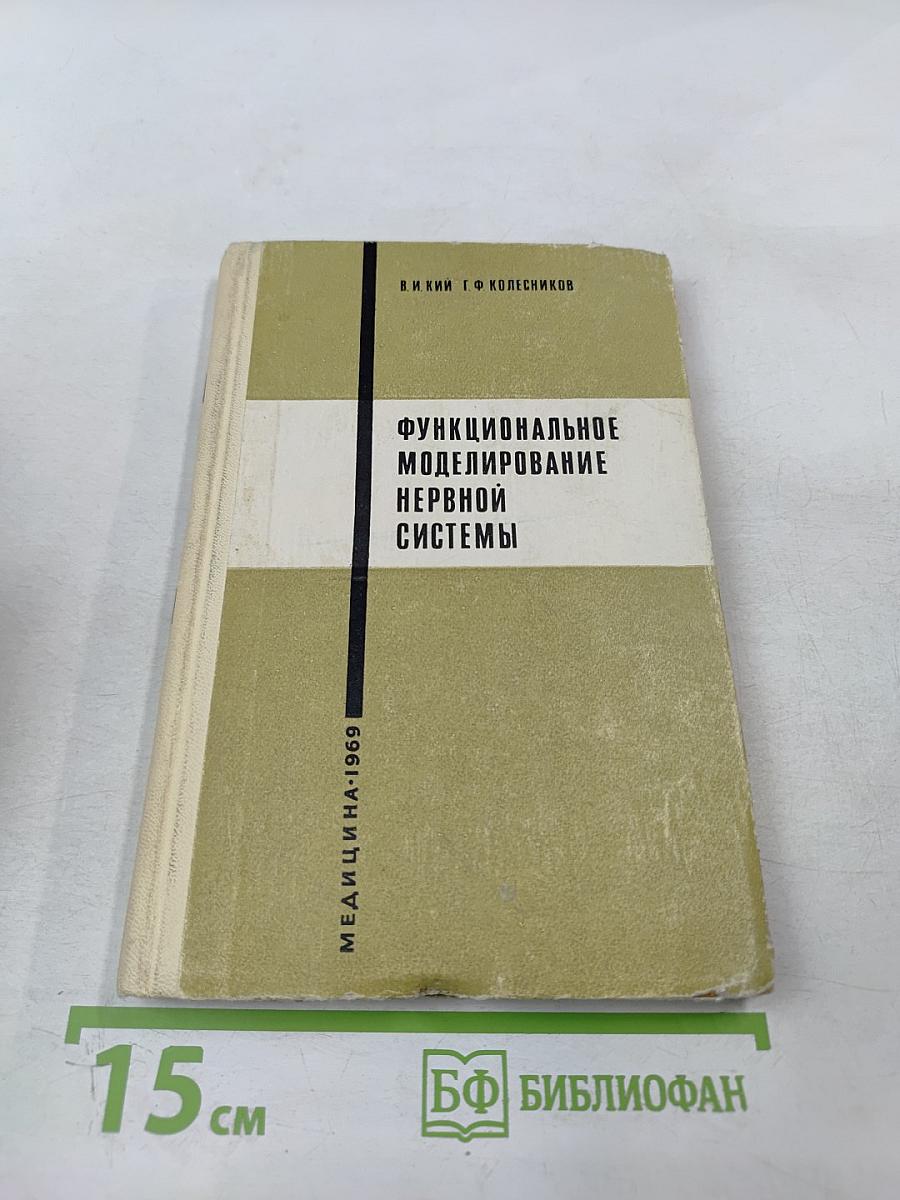 В. И. КИЙ Г. Ф. КОЛЕСНИКОВ
ФУНКЦИОНАЛЬНОЕ
МОДЕЛИРОВАНИЕ
НЕРВНОЙ
СИСТЕМЫ
МЕДИЦИНА•1969
15 см
БФ БИБЛИОФАН